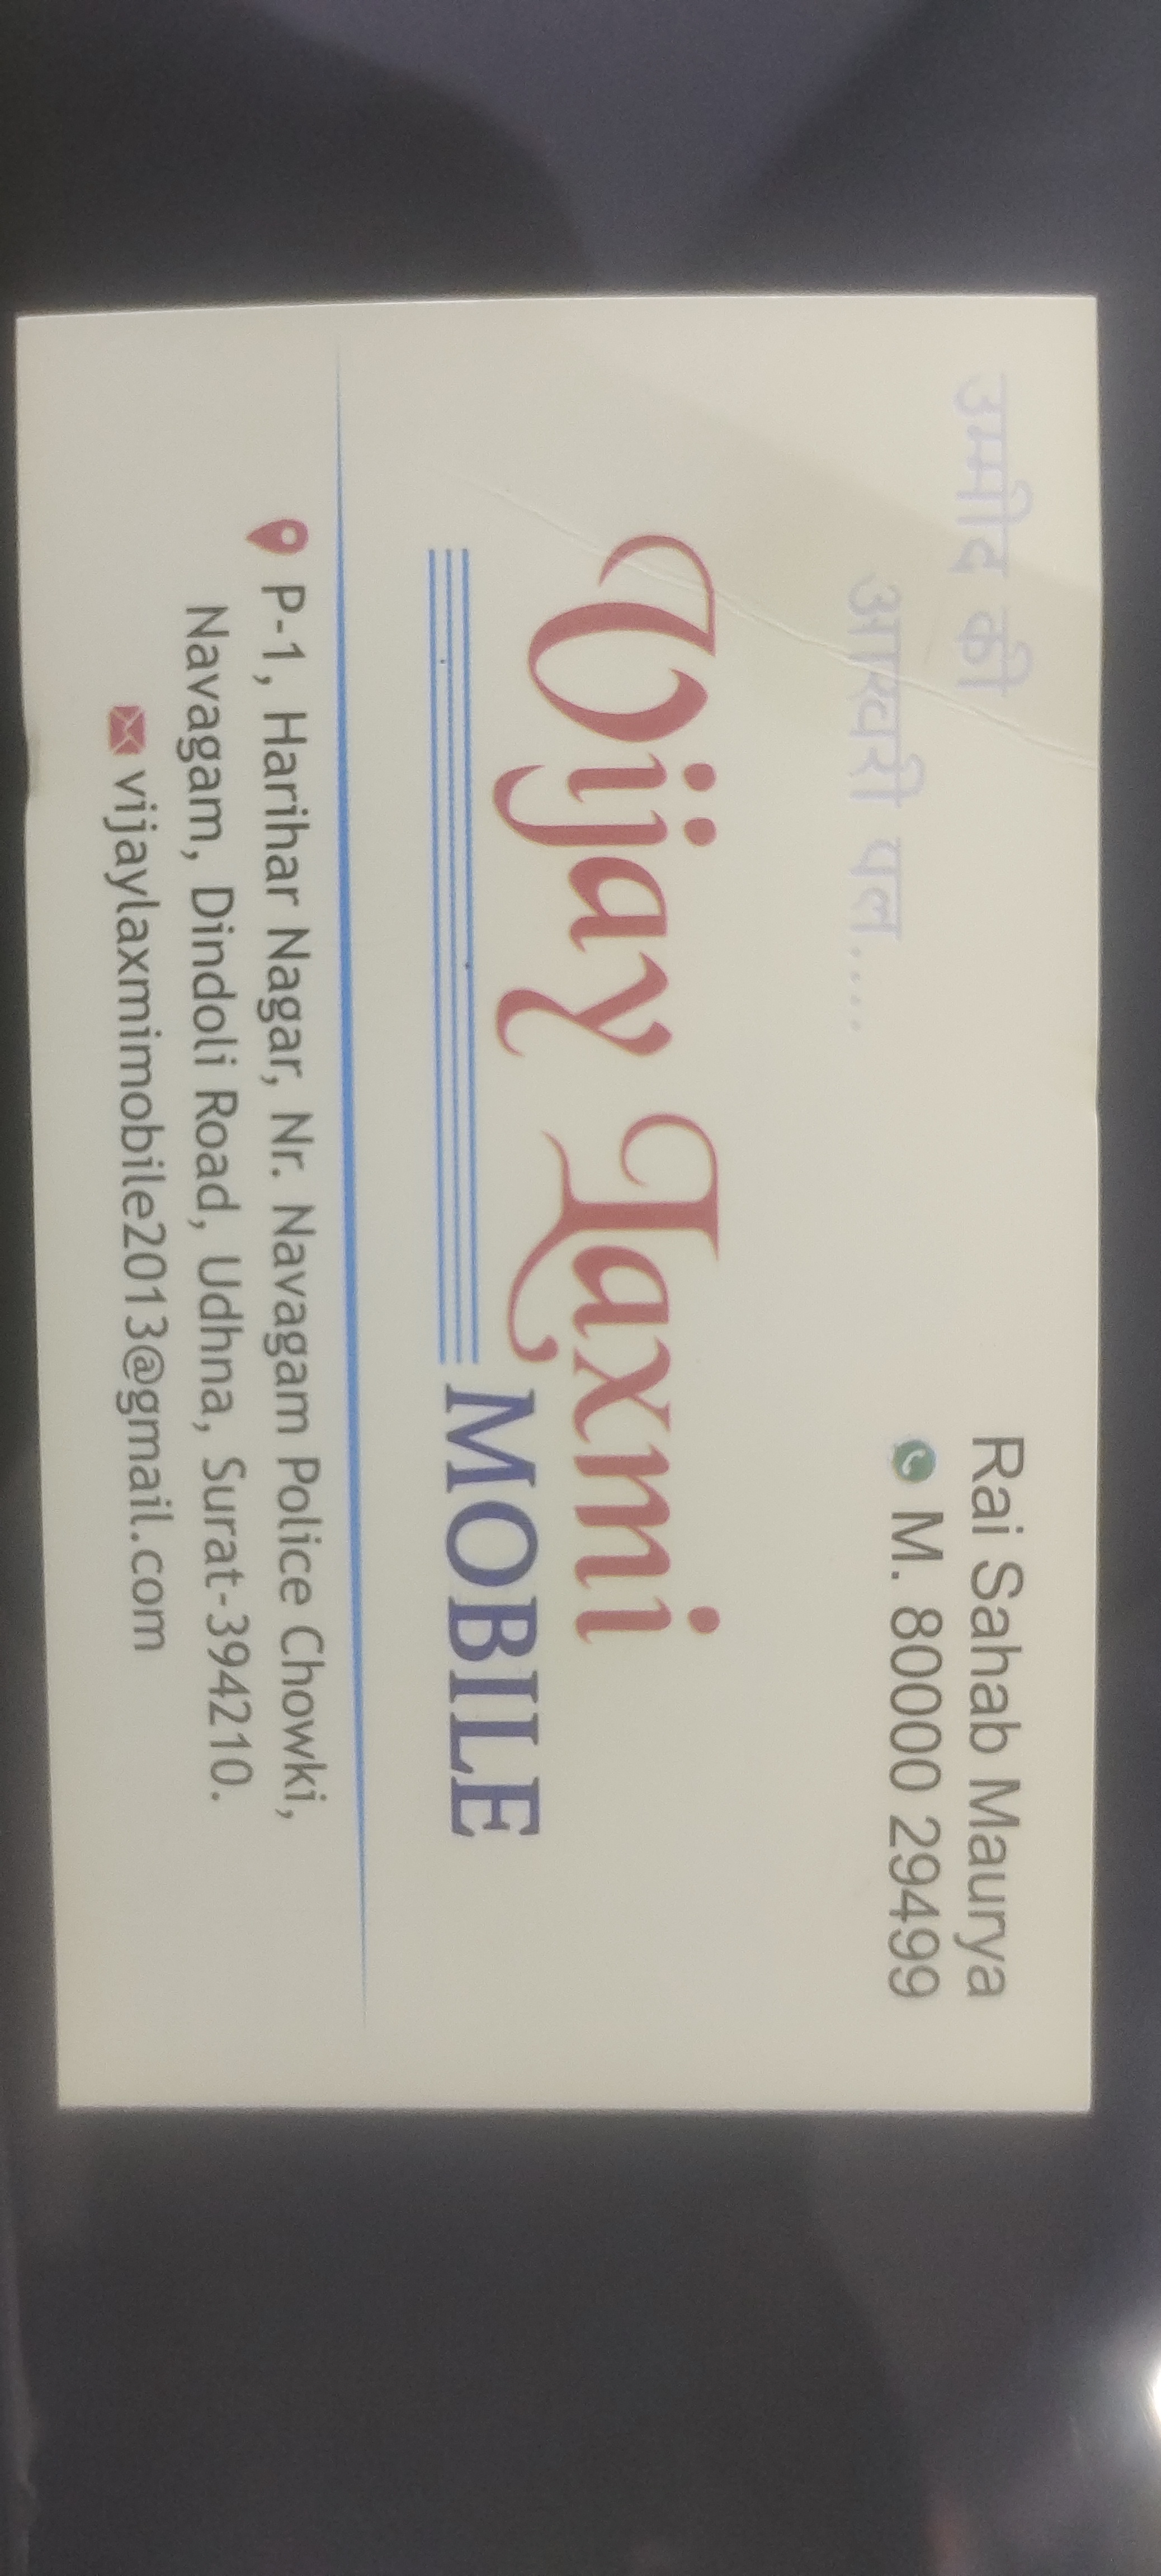 उम्मीद की
आखरी पल....
Rai Sahab Maurya
M. 80000 29499
Vijay Laxmi
MOBILE
P-1, Harihar Nagar, Nr. Navagam Police Chowki,
Navagam, Dindoli Road, Udhna, Surat-394210.
vijaylaxmimobile2013@gmail.com